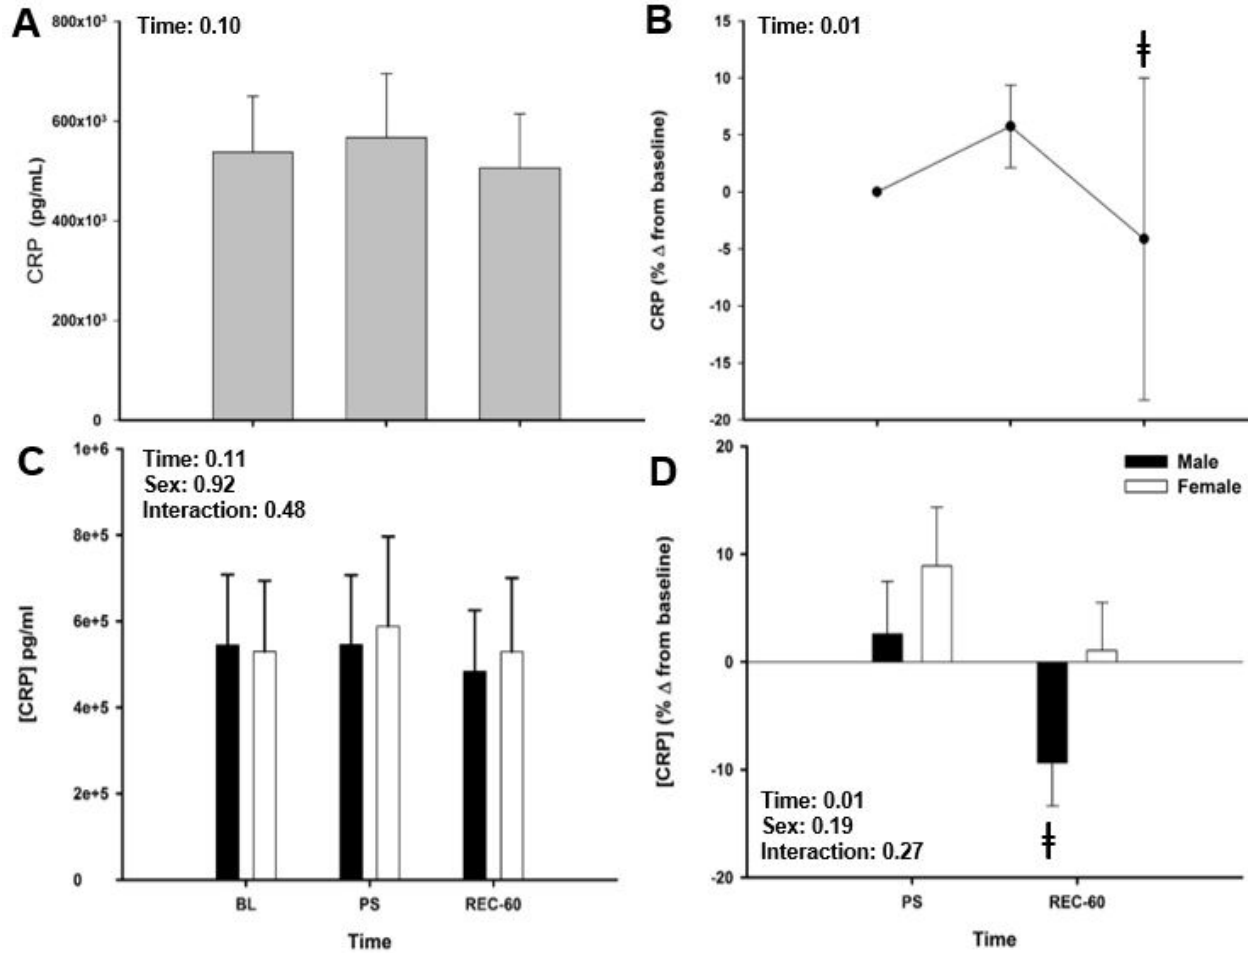 A
Time: 0.10
CRP (pg/mL)
800x10³
600x10³
400x10³
200x10³
0
B
Time: 0.01
CRP (% Δ from baseline)
15
10
5
0
-5
-10
-15
-20
ǂ
C
Time: 0.11
Sex: 0.92
Interaction: 0.48
[CRP] pg/ml
1e+6
8e+5
6e+5
4e+5
2e+5
0
BL PS REC-60
Time
D
Male
Female
[CRP] (% Δ from baseline)
20
10
0
-10
-20
Time: 0.01
Sex: 0.19
Interaction: 0.27
ǂ
PS REC-60
Time